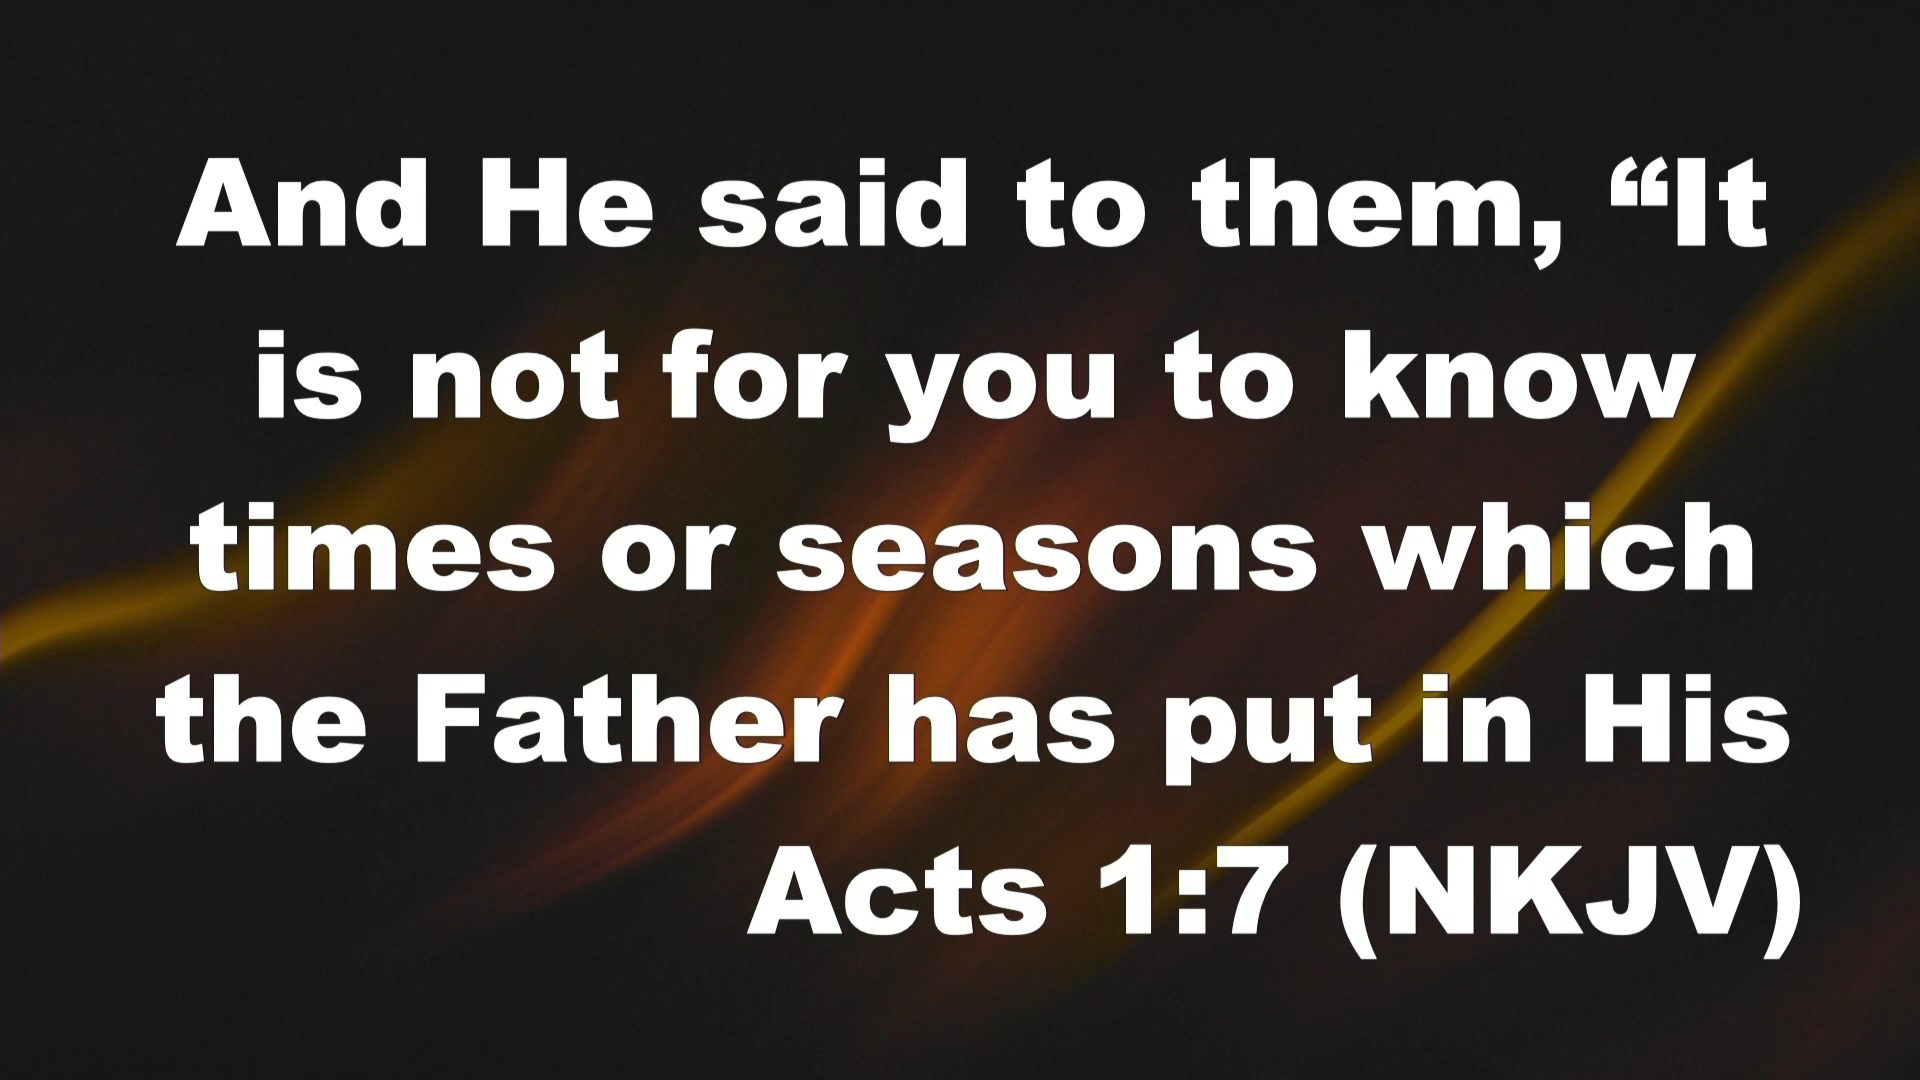 And He said to them, “It
is not for you to know
times or seasons which
the Father has put in His
Acts 1:7 (NKJV)